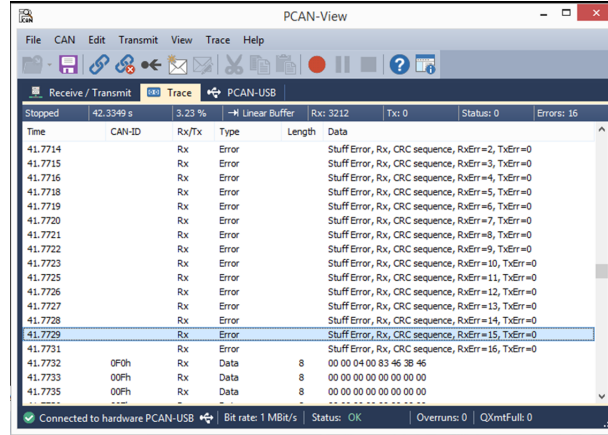 PCAN-View
File CAN Edit Transmit View Trace Help
Receive / Transmit Trace PCAN-USB
Stopped 42.3349 s 3.23 % Linear Buffer Rx: 3212 Tx: 0 Status: 0 Errors: 16
Time CAN-ID Rx/Tx Type Length Data
41.7714 Rx Error Stuff Error, Rx, CRC sequence, RxErr=2, TxErr=0
41.7715 Rx Error Stuff Error, Rx, CRC sequence, RxErr=3, TxErr=0
41.7716 Rx Error Stuff Error, Rx, CRC sequence, RxErr=4, TxErr=0
41.7718 Rx Error Stuff Error, Rx, CRC sequence, RxErr=5, TxErr=0
41.7719 Rx Error Stuff Error, Rx, CRC sequence, RxErr=6, TxErr=0
41.7720 Rx Error Stuff Error, Rx, CRC sequence, RxErr=7, TxErr=0
41.7721 Rx Error Stuff Error, Rx, CRC sequence, RxErr=8, TxErr=0
41.7722 Rx Error Stuff Error, Rx, CRC sequence, RxErr=9, TxErr=0
41.7723 Rx Error Stuff Error, Rx, CRC sequence, RxErr=10, TxErr=0
41.7725 Rx Error Stuff Error, Rx, CRC sequence, RxErr=11, TxErr=0
41.7726 Rx Error Stuff Error, Rx, CRC sequence, RxErr=12, TxErr=0
41.7727 Rx Error Stuff Error, Rx, CRC sequence, RxErr=13, TxErr=0
41.7728 Rx Error Stuff Error, Rx, CRC sequence, RxErr=14, TxErr=0
41.7729 Rx Error Stuff Error, Rx, CRC sequence, RxErr=15, TxErr=0
41.7731 Rx Error Stuff Error, Rx, CRC sequence, RxErr=16, TxErr=0
41.7732 0F0h Rx Data 8 00 00 04 00 83 46 3B 46
41.7733 00Fh Rx Data 8 00 00 00 00 00 00 00 00
41.7735 00Fh Rx Data 8 00 00 00 00 00 00 00 00
Connected to hardware PCAN-USB Bit rate: 1 MBit/s Status: OK Overruns: 0 QXmtFull: 0